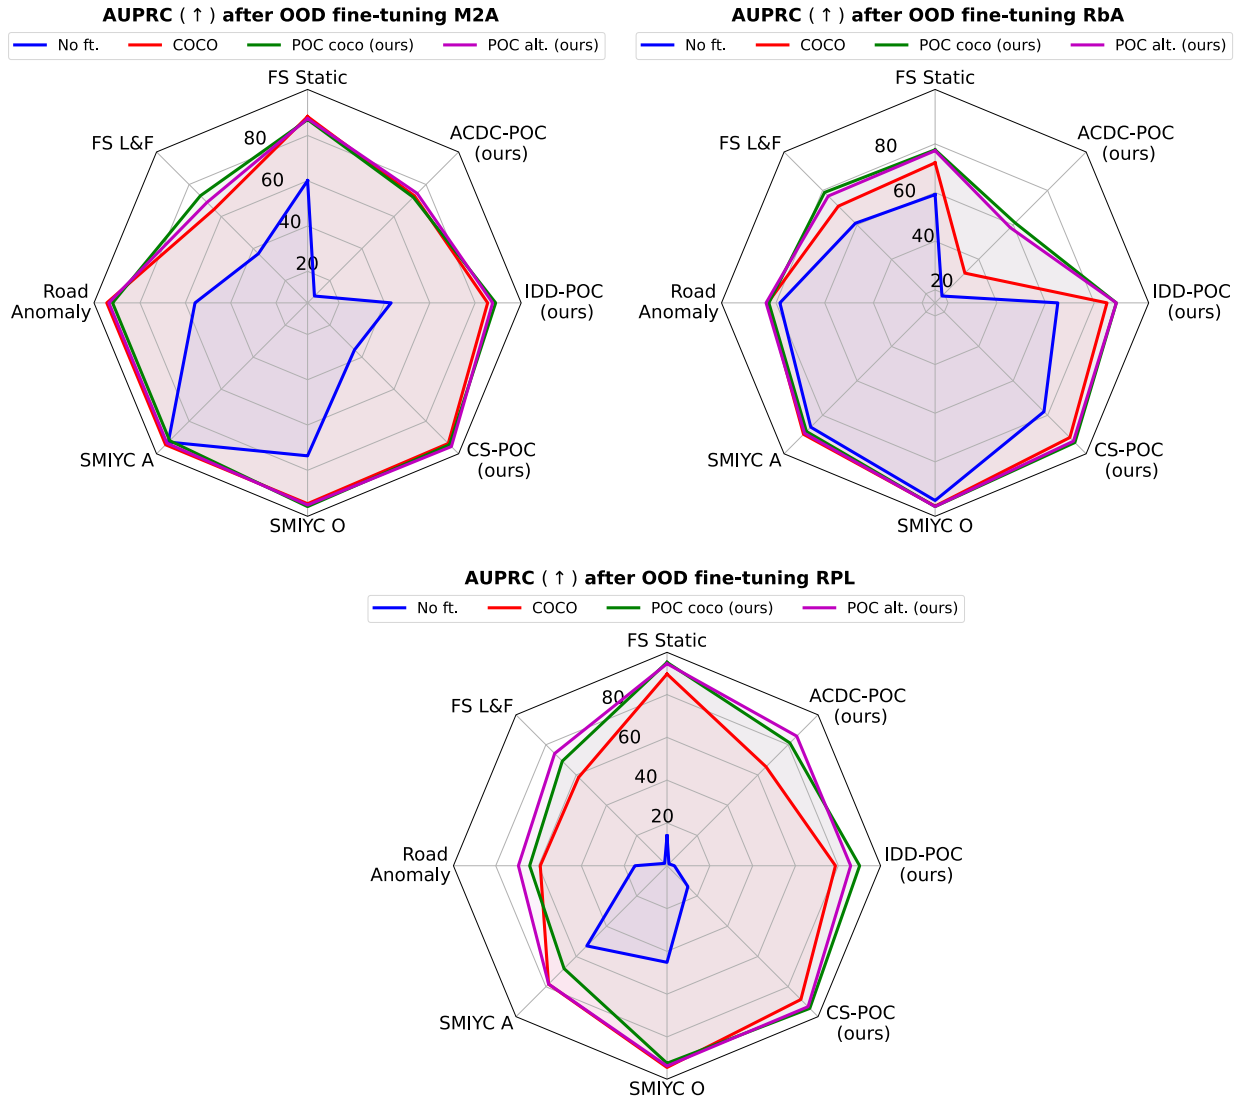 AUPRC (↑) after OOD fine-tuning M2A
No ft. COCO POC coco (ours) POC alt. (ours)
FS Static
ACDC-POC
(ours)
IDD-POC
(ours)
CS-POC
(ours)
SMIYC O
SMIYC A
Road
Anomaly
FS L&F
80
60
40
20
AUPRC (↑) after OOD fine-tuning RbA
No ft. COCO POC coco (ours) POC alt. (ours)
FS Static
ACDC-POC
(ours)
IDD-POC
(ours)
CS-POC
(ours)
SMIYC O
SMIYC A
Road
Anomaly
FS L&F
80
60
40
20
AUPRC (↑) after OOD fine-tuning RPL
No ft. COCO POC coco (ours) POC alt. (ours)
FS Static
ACDC-POC
(ours)
IDD-POC
(ours)
CS-POC
(ours)
SMIYC O
SMIYC A
Road
Anomaly
FS L&F
80
60
40
20